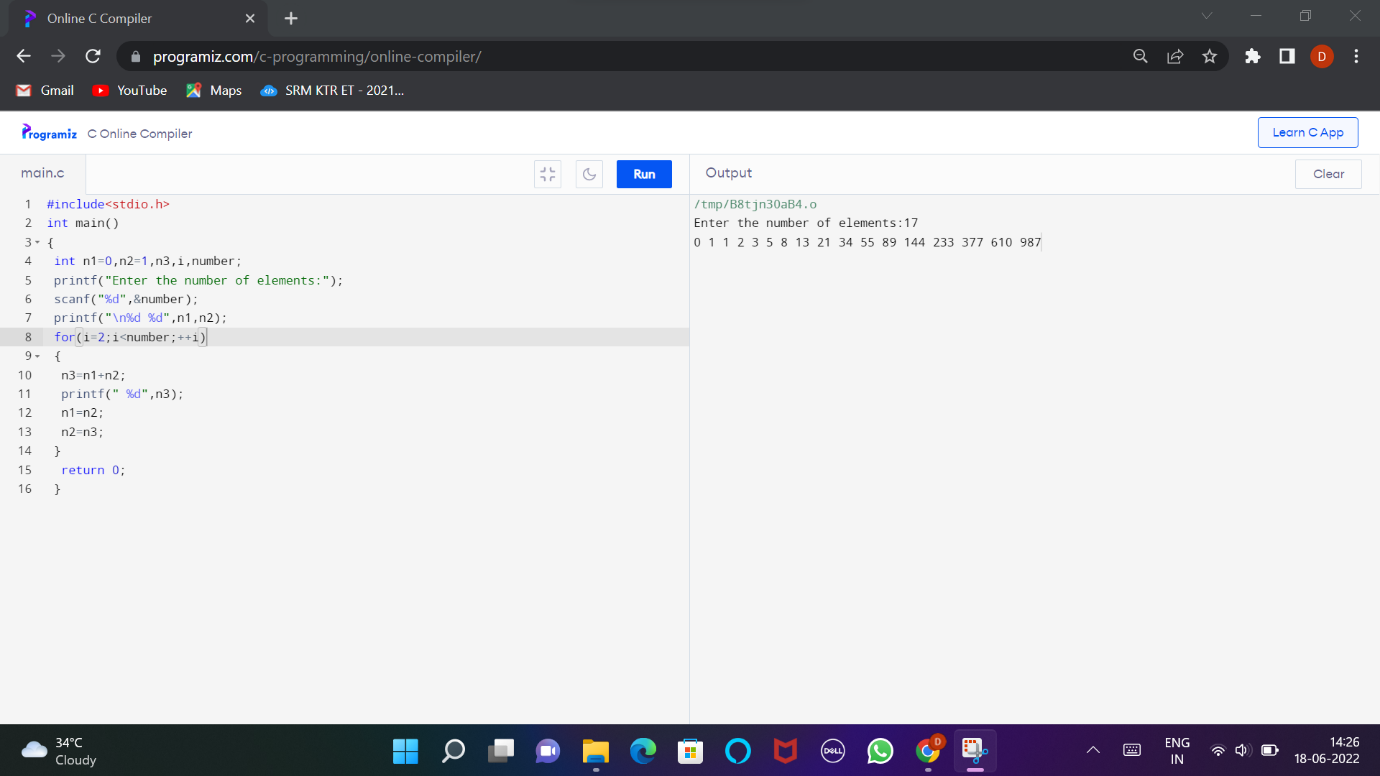 Online C Compiler
programiz.com/c-programming/online-compiler/
D
Gmail YouTube Maps SRM KTR ET - 2021...
Programiz C Online Compiler Learn C App
main.c Run Output Clear
1 #include<stdio.h>
2 int main()
3 {
4 int n1=0,n2=1,n3,i,number;
5 printf("Enter the number of elements:");
6 scanf("%d",&number);
7 printf("\n%d %d",n1,n2);
8 for(i=2;i<number;++i)
9 {
10 n3=n1+n2;
11 printf(" %d",n3);
12 n1=n2;
13 n2=n3;
14 }
15 return 0;
16 }
/tmp/B8tjn30aB4.o
Enter the number of elements:17
0 1 1 2 3 5 8 13 21 34 55 89 144 233 377 610 987
34°C
Cloudy
DELL
D
ENG
IN
14:26
18-06-2022